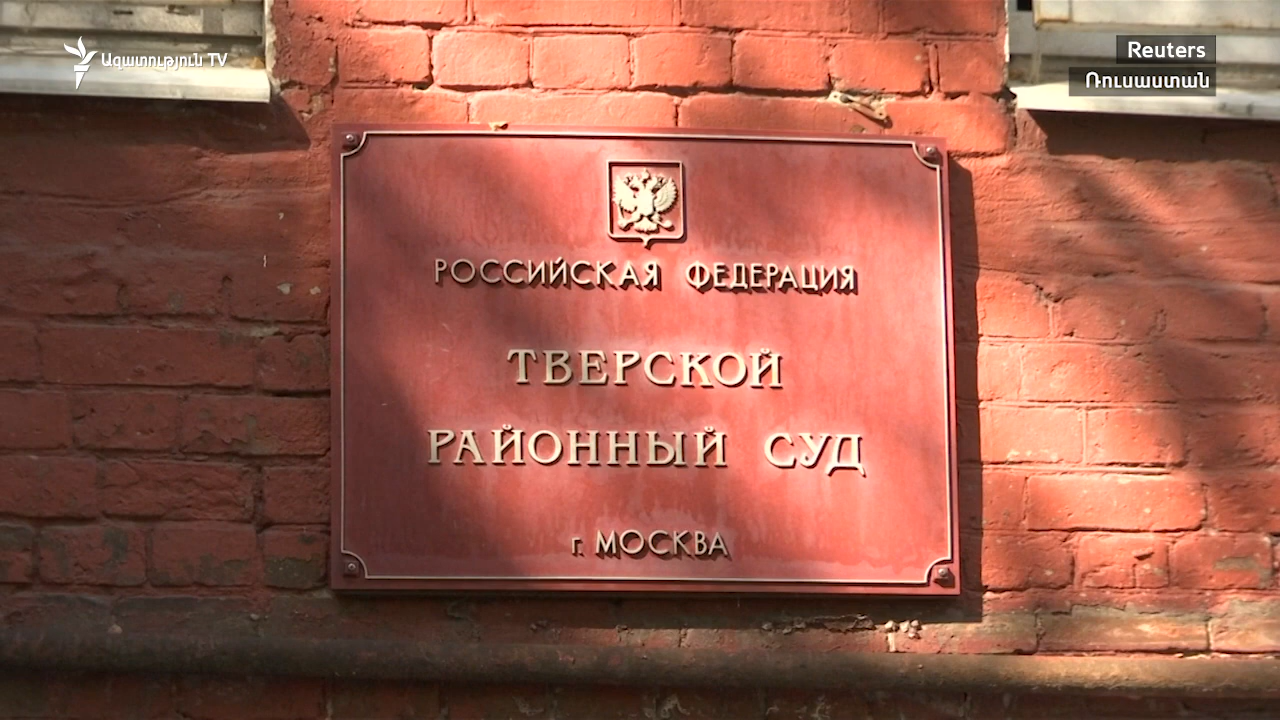 Ազատություն TV
Reuters
Ռուսաստան
РОССИЙСКАЯ ФЕДЕРАЦИЯ
ТВЕРСКОЙ
РАЙОННЫЙ СУД
г. МОСКВА